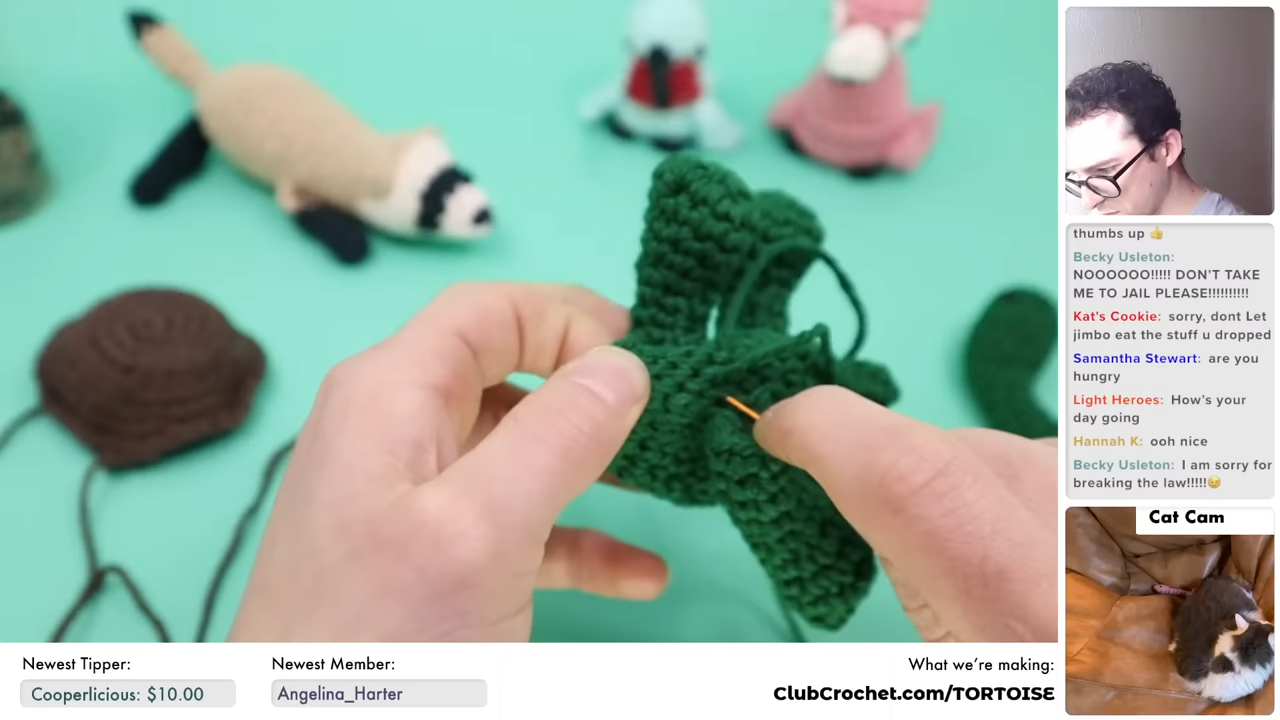 thumbs up 👍
Becky Usleton:
NOOOOOO!!!!! DON'T TAKE
ME TO JAIL PLEASE!!!!!!!!!!
Kat's Cookie: sorry, dont Let
jimbo eat the stuff u dropped
Samantha Stewart: are you
hungry
Light Heroes: How's your
day going
Hannah K: ooh nice
Becky Usleton: I am sorry for
breaking the law!!!!!😢
Cat Cam
Newest Tipper:
Cooperlicious: $10.00
Newest Member:
Angelina_Harter
What we're making:
ClubCrochet.com/TORTOISE